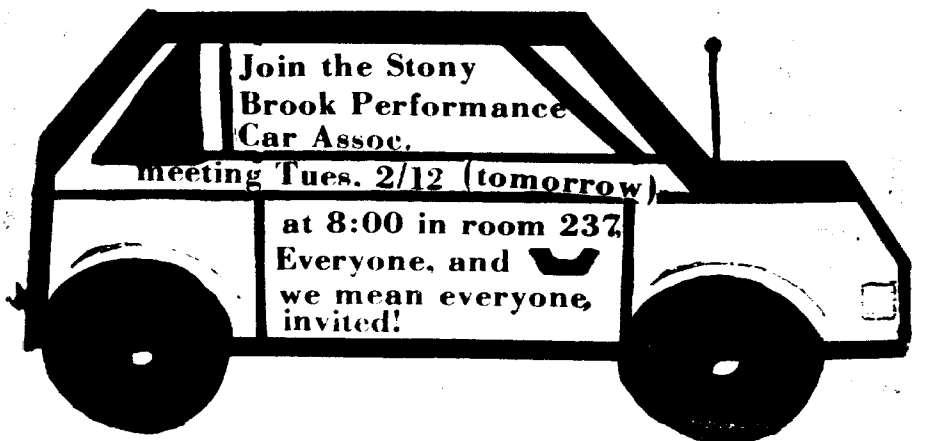 Join the Stony
Brook Performance
Car Assoc.
meeting Tues. 2/12 (tomorrow)
at 8:00 in room 237,
Everyone, and
we mean everyone,
invited!